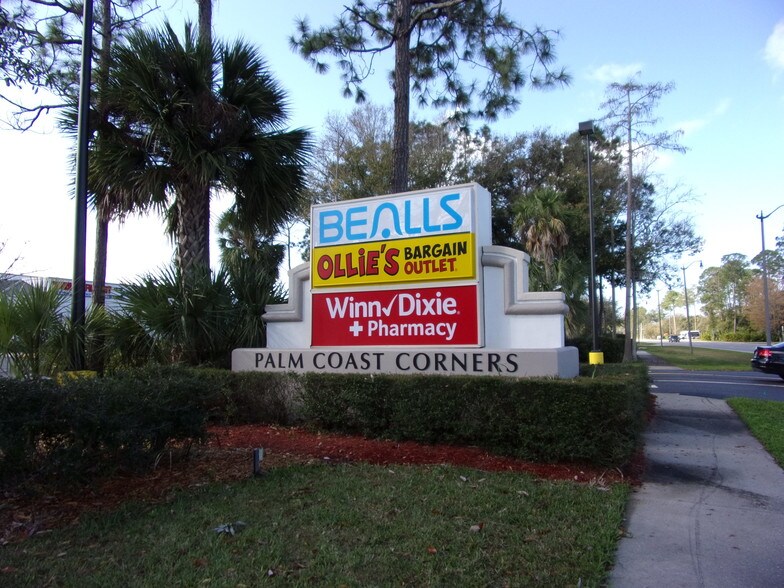 BEALLS
OLLiE'S BARGAIN OUTLET
Winn✓Dixie
+Pharmacy
PALM COAST CORNERS